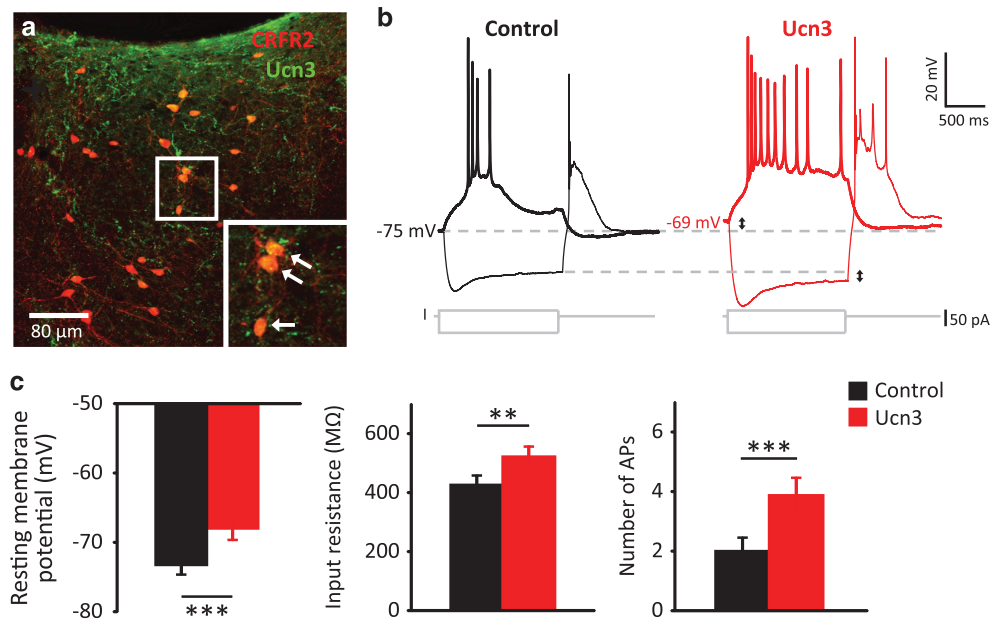 a
CRFR2
Ucn3
80 µm
b
Control
Ucn3
20 mV
500 ms
-75 mV
-69 mV
I
50 pA
c
Resting membrane
potential (mV)
-50
-60
-70
-80
***
Input resistance (MΩ)
600
400
200
0
**
Number of APs
6
4
2
0
***
Control
Ucn3